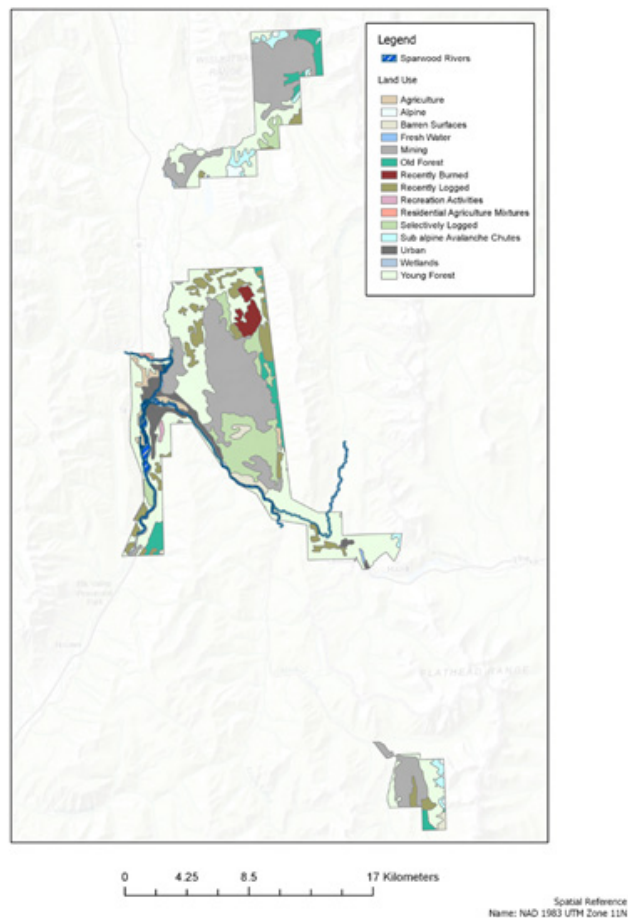 Legend
Sparwood Rivers
Land Use
Agriculture
Alpine
Barren Surfaces
Fresh Water
Mining
Old Forest
Recently Burned
Recently Logged
Recreation Activities
Residential Agriculture Mixtures
Selectively Logged
Sub alpine Avalanche Chutes
Urban
Wetlands
Young Forest
FLATHEAD RANGE
0 4.25 8.5 17 Kilometers
Spatial Reference
Name: NAD 1983 UTM Zone 11N